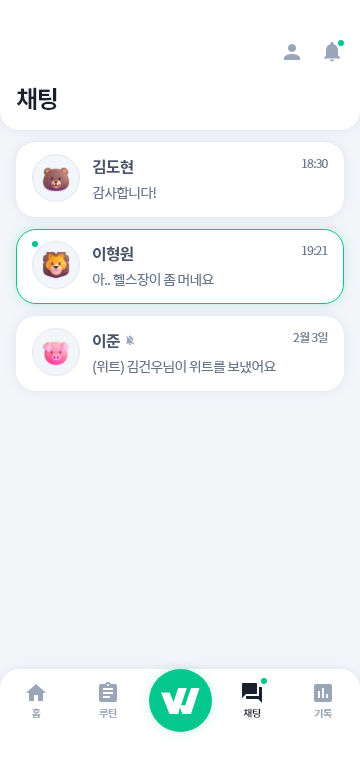 채팅
김도현
18:30
감사합니다!
이형원
19:21
아.. 헬스장이 좀 머네요
이준
2월 3일
(위트) 김건우님이 위트를 보냈어요
W
홈
루틴
채팅
기록